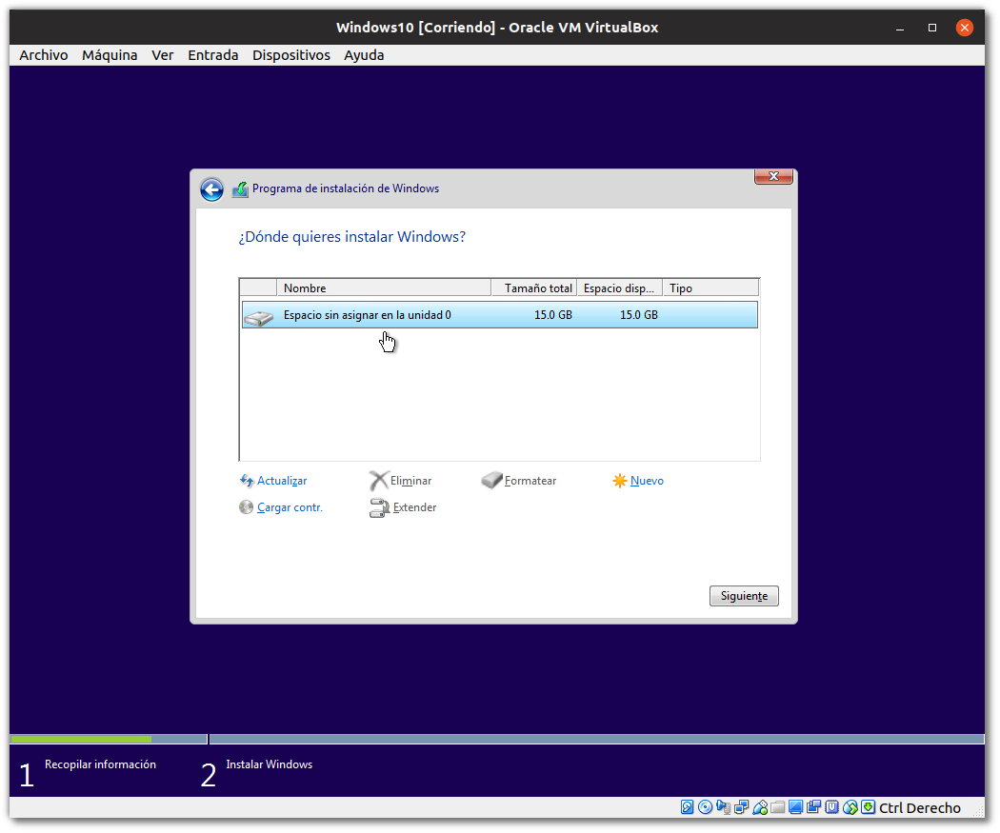 Windows10 [Corriendo] - Oracle VM VirtualBox
Archivo Máquina Ver Entrada Dispositivos Ayuda
Programa de instalación de Windows
¿Dónde quieres instalar Windows?
Nombre Tamaño total Espacio disp... Tipo
Espacio sin asignar en la unidad 0 15.0 GB 15.0 GB
Actualizar Eliminar Formatear Nuevo
Cargar contr. Extender
Siguiente
1 Recopilar información 2 Instalar Windows
Ctrl Derecho